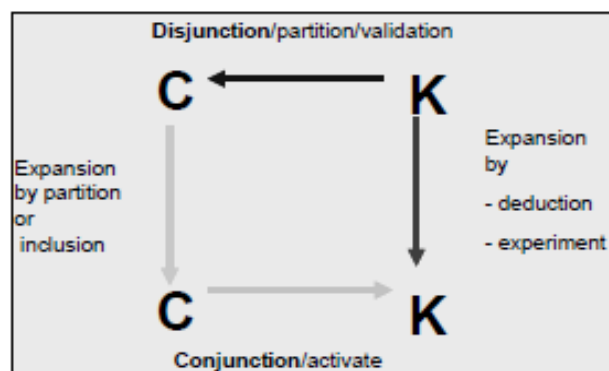 Disjunction/partition/validation
C K
Expansion
by partition
or
inclusion
Expansion
by
- deduction
- experiment
C K
Conjunction/activate